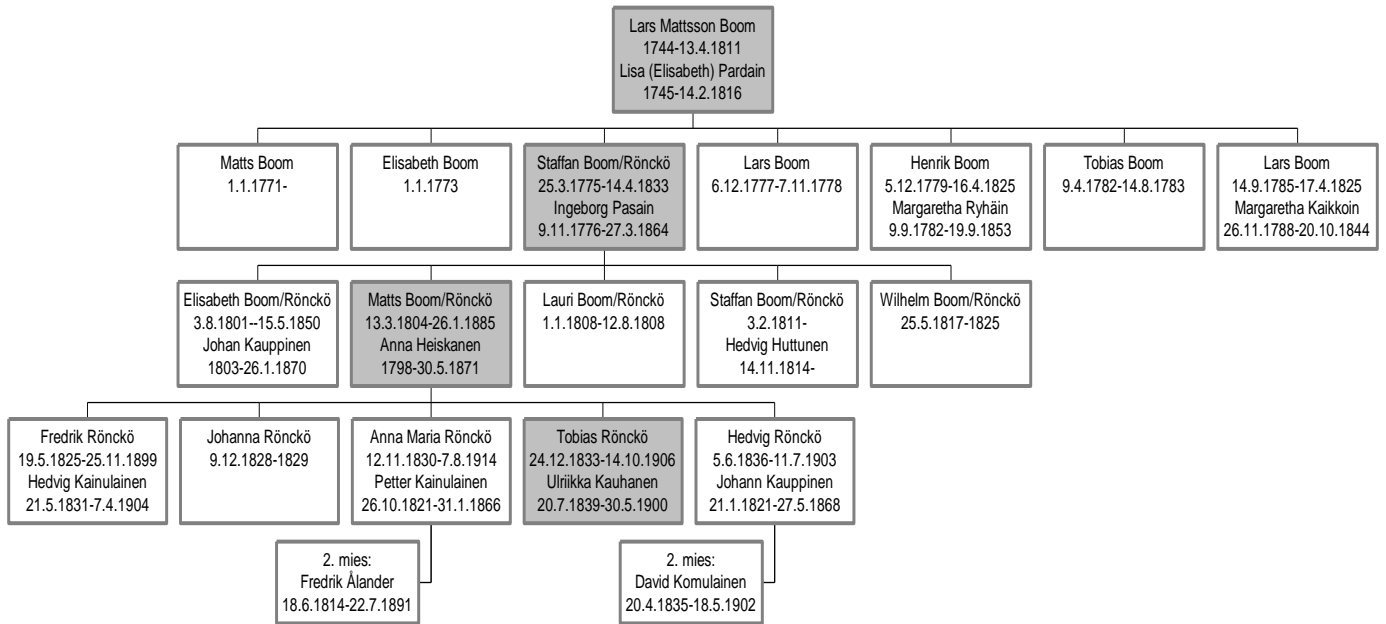 Lars Mattsson Boom
1744-13.4.1811
Lisa (Elisabeth) Pardain
1745-14.2.1816
Matts Boom
1.1.1771-
Elisabeth Boom
1.1.1773
Staffan Boom/Rönckö
25.3.1775-14.4.1833
Ingeborg Pasain
9.11.1776-27.3.1864
Lars Boom
6.12.1777-7.11.1778
Henrik Boom
5.12.1779-16.4.1825
Margaretha Ryhäin
9.9.1782-19.9.1853
Tobias Boom
9.4.1782-14.8.1783
Lars Boom
14.9.1785-17.4.1825
Margaretha Kaikkoin
26.11.1788-20.10.1844
Elisabeth Boom/Rönckö
3.8.1801--15.5.1850
Johan Kauppinen
1803-26.1.1870
Matts Boom/Rönckö
13.3.1804-26.1.1885
Anna Heiskanen
1798-30.5.1871
Lauri Boom/Rönckö
1.1.1808-12.8.1808
Staffan Boom/Rönckö
3.2.1811-
Hedvig Huttunen
14.11.1814-
Wilhelm Boom/Rönckö
25.5.1817-1825
Fredrik Rönckö
19.5.1825-25.11.1899
Hedvig Kainulainen
21.5.1831-7.4.1904
Johanna Rönckö
9.12.1828-1829
Anna Maria Rönckö
12.11.1830-7.8.1914
Petter Kainulainen
26.10.1821-31.1.1866
Tobias Rönckö
24.12.1833-14.10.1906
Ulriikka Kauhanen
20.7.1839-30.5.1900
Hedvig Rönckö
5.6.1836-11.7.1903
Johann Kauppinen
21.1.1821-27.5.1868
2. mies:
Fredrik Ålander
18.6.1814-22.7.1891
2. mies:
David Komulainen
20.4.1835-18.5.1902